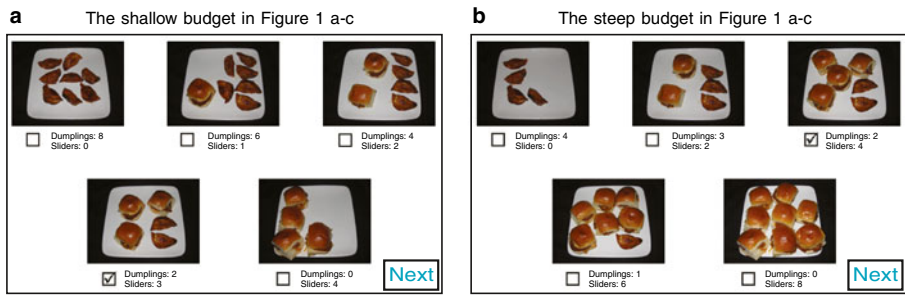 a The shallow budget in Figure 1 a-c
Dumplings: 8
Sliders: 0
Dumplings: 6
Sliders: 1
Dumplings: 4
Sliders: 2
Dumplings: 2
Sliders: 3
Dumplings: 0
Sliders: 4
Next
b The steep budget in Figure 1 a-c
Dumplings: 4
Sliders: 0
Dumplings: 3
Sliders: 2
Dumplings: 2
Sliders: 4
Dumplings: 1
Sliders: 6
Dumplings: 0
Sliders: 8
Next